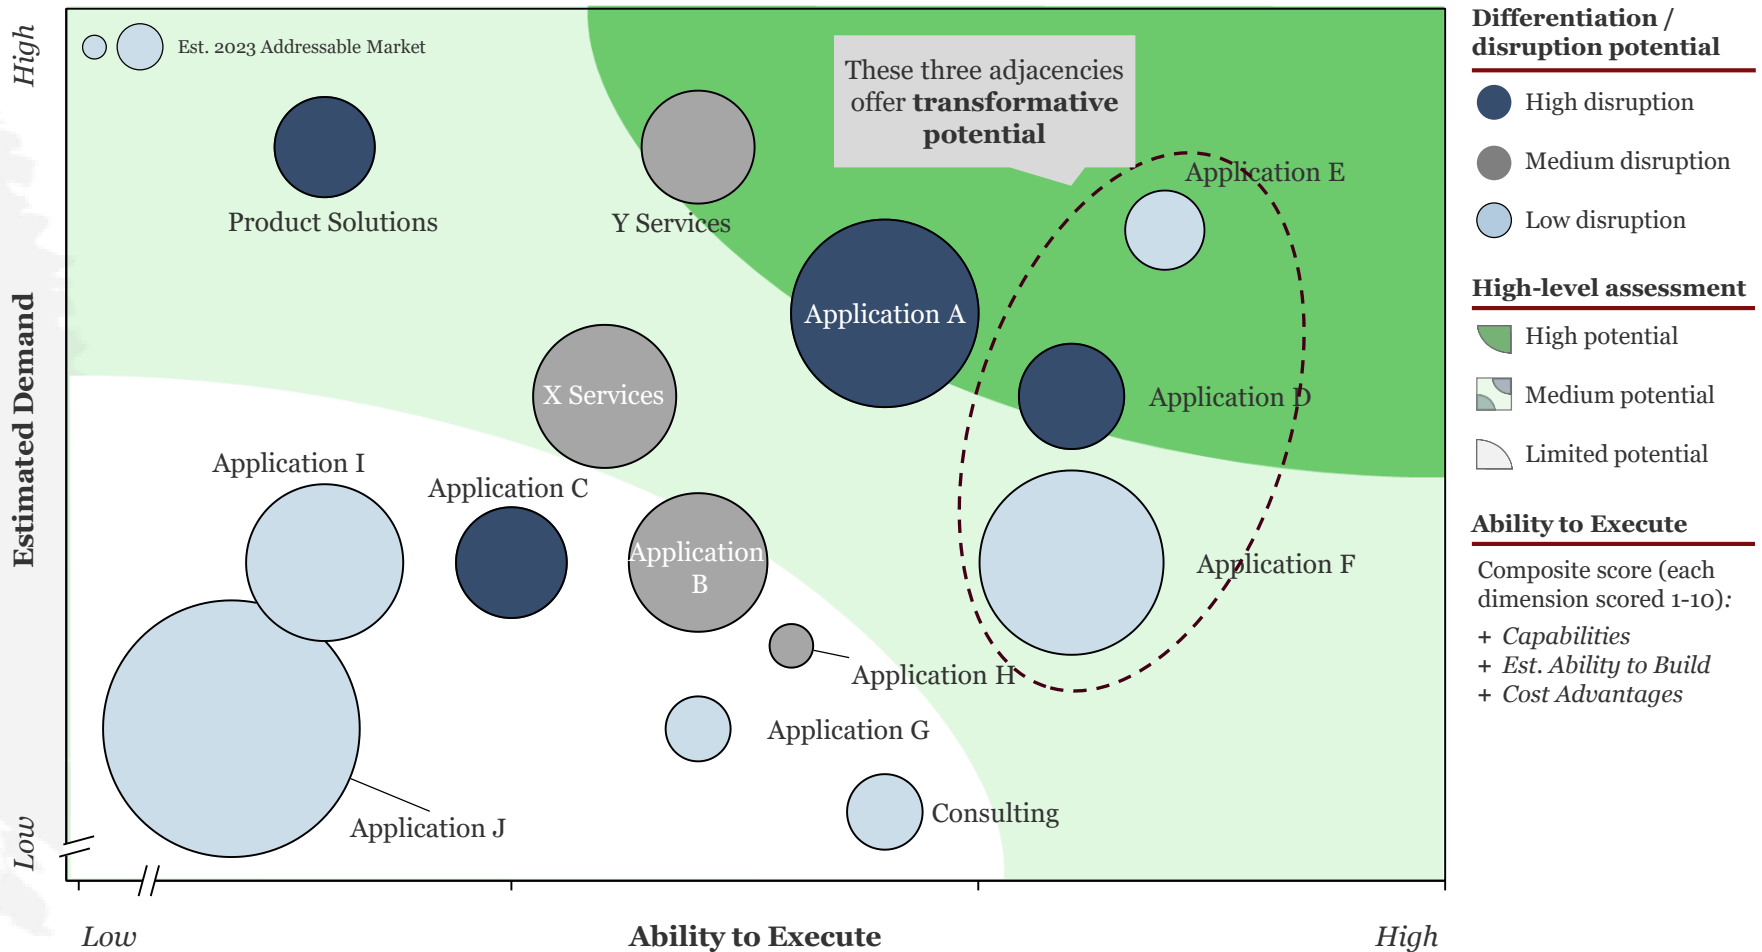 High
Est. 2023 Addressable Market
These three adjacencies
offer transformative
potential
Application E
Product Solutions
Y Services
Application A
X Services
Application D
Application I
Application C
Application
B
Application F
Application H
Application G
Consulting
Application J
Estimated Demand
Low
Low
Ability to Execute
High
Differentiation /
disruption potential
High disruption
Medium disruption
Low disruption
High-level assessment
High potential
Medium potential
Limited potential
Ability to Execute
Composite score (each
dimension scored 1-10):
+ Capabilities
+ Est. Ability to Build
+ Cost Advantages